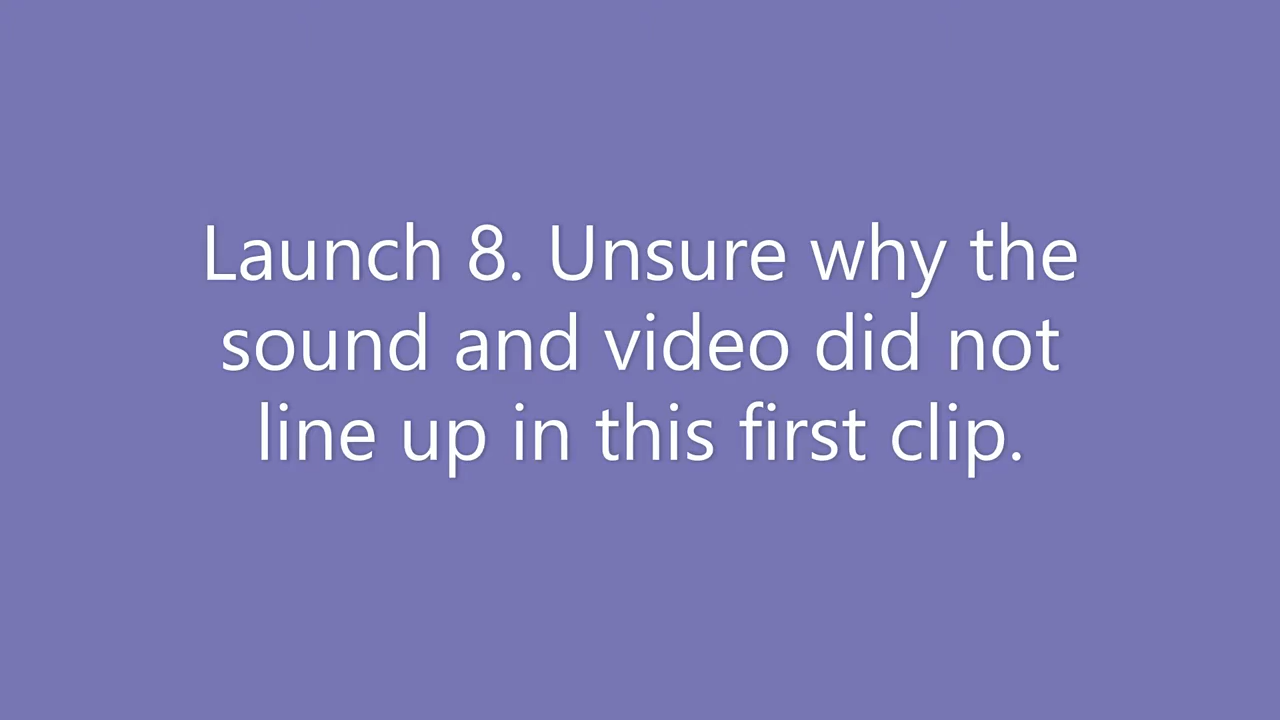 Launch 8. Unsure why the
sound and video did not
line up in this first clip.